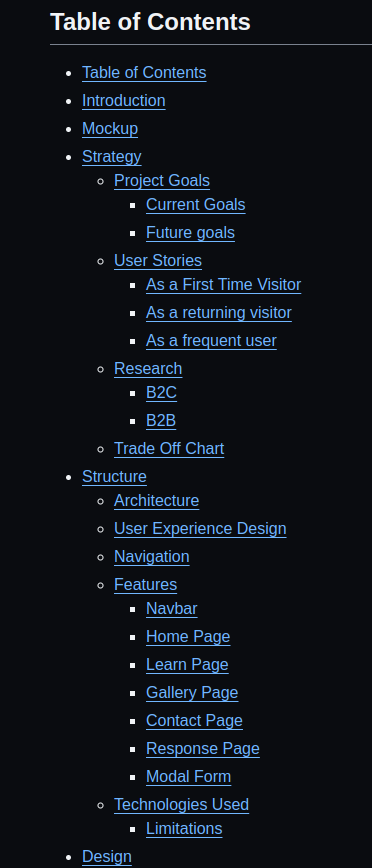 Table of Contents
Table of Contents
Introduction
Mockup
Strategy
Project Goals
Current Goals
Future goals
User Stories
As a First Time Visitor
As a returning visitor
As a frequent user
Research
B2C
B2B
Trade Off Chart
Structure
Architecture
User Experience Design
Navigation
Features
Navbar
Home Page
Learn Page
Gallery Page
Contact Page
Response Page
Modal Form
Technologies Used
Limitations
Design